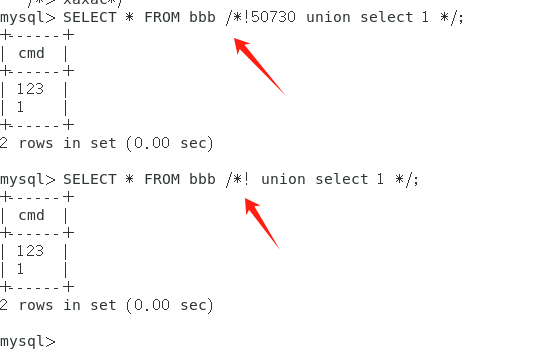 /*> xaxac*/
mysql> SELECT * FROM bbb /*!50730 union select 1 */;
+------+
| cmd  |
+------+
| 123  |
| 1    |
+------+
2 rows in set (0.00 sec)
mysql> SELECT * FROM bbb /*! union select 1 */;
+------+
| cmd  |
+------+
| 123  |
| 1    |
+------+
2 rows in set (0.00 sec)
mysql>